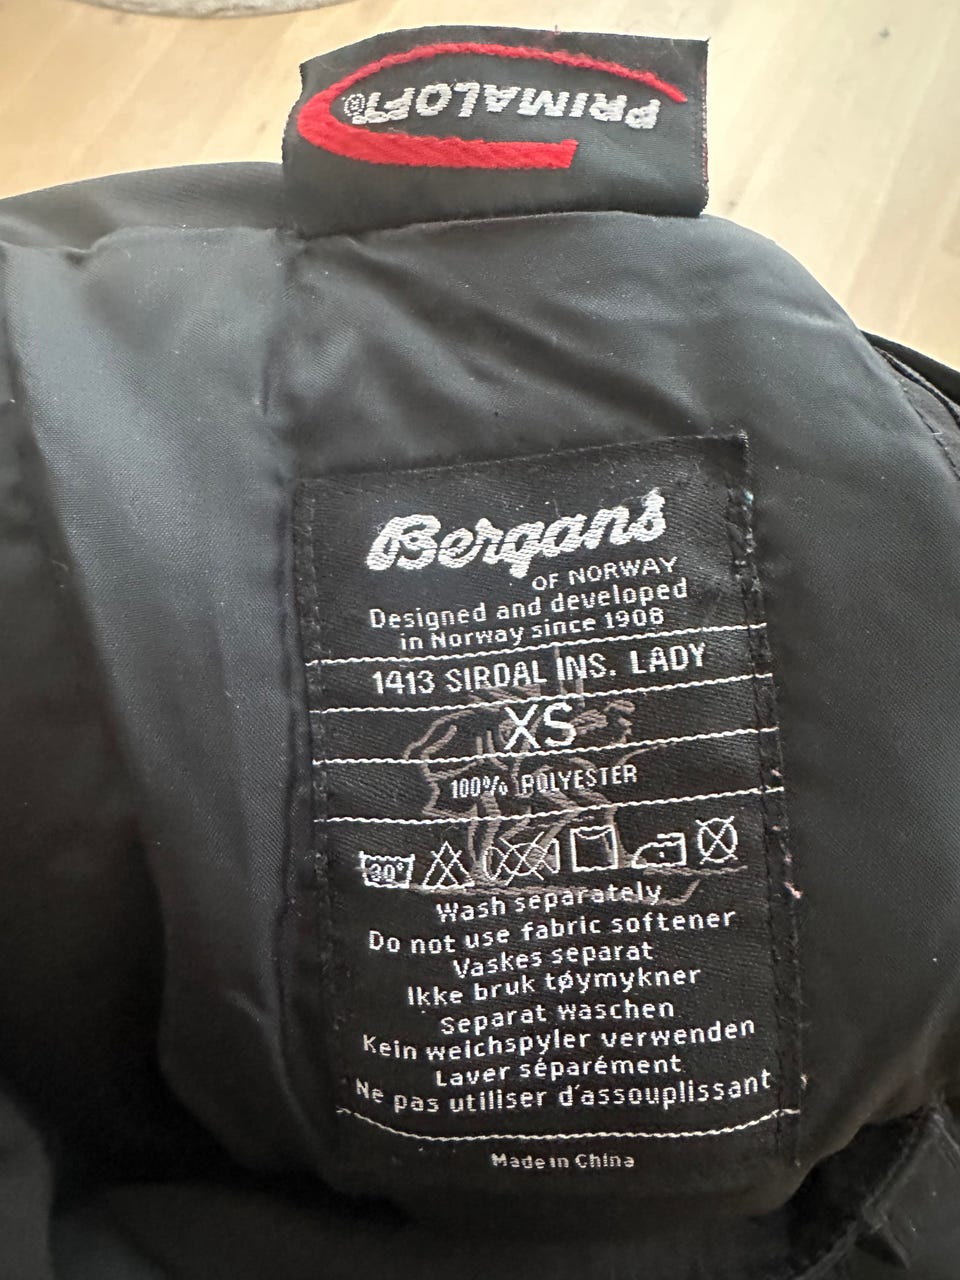 PRIMALOFT®
Bergans
OF NORWAY
Designed and developed
in Norway since 1908
1413 SIRDAL INS. LADY
XS
100% POLYESTER
30°
Wash separately
Do not use fabric softener
Vaskes separat
Ikke bruk tøymykner
Separat waschen
Kein weichspyler verwenden
Laver séparément
Ne pas utiliser d'assouplissant
Made in China